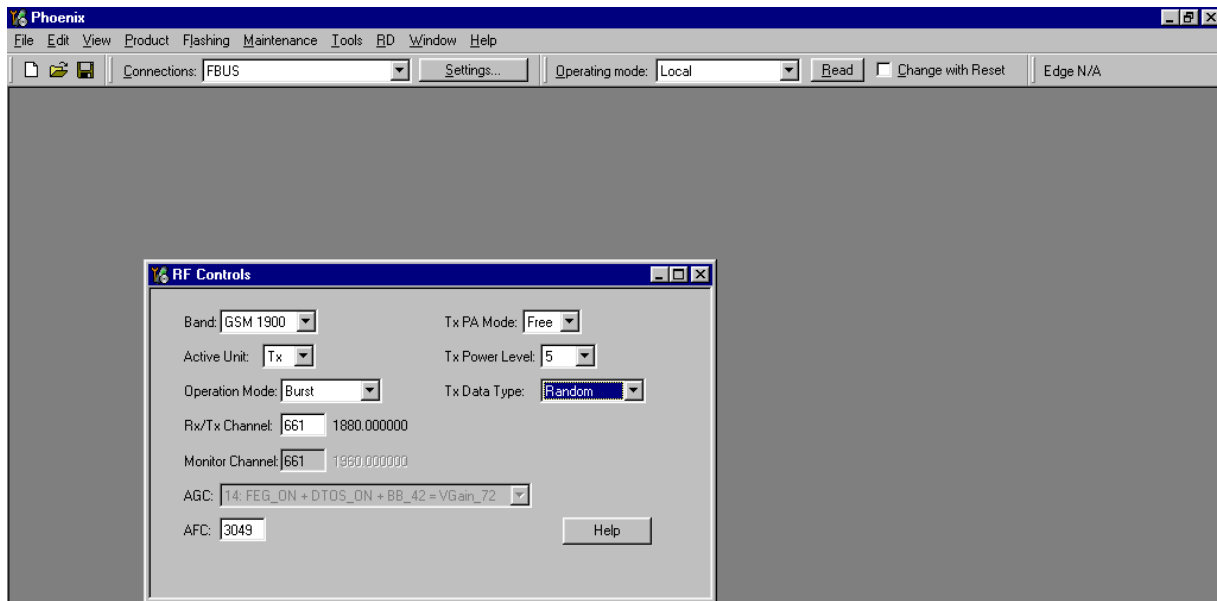 Phoenix
File Edit View Product Flashing Maintenance Tools RD Window Help
Connections: FBUS Settings... Operating mode: Local Read Change with Reset Edge N/A
RF Controls
Band: GSM 1900 Tx PA Mode: Free
Active Unit: Tx Tx Power Level: 5
Operation Mode: Burst Tx Data Type: Random
Rx/Tx Channel: 661 1880.000000
Monitor Channel: 661 1960.000000
AGC: 14: FEG_ON + DTOS_ON + BB_42 = VGain_72
AFC: 3049 Help